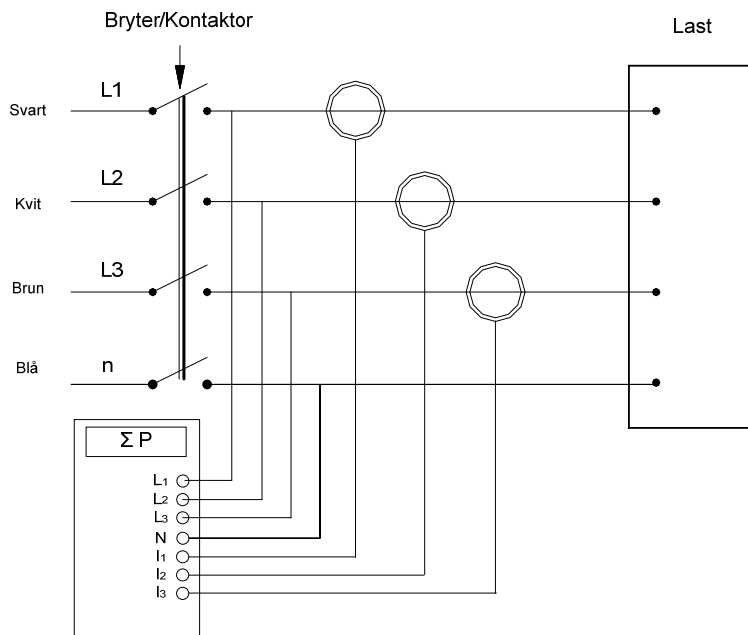 Bryter/Kontaktor
Last
L1
Svart
L2
Kvit
L3
Brun
n
Blå
Σ P
L1
L2
L3
N
I1
I2
I3